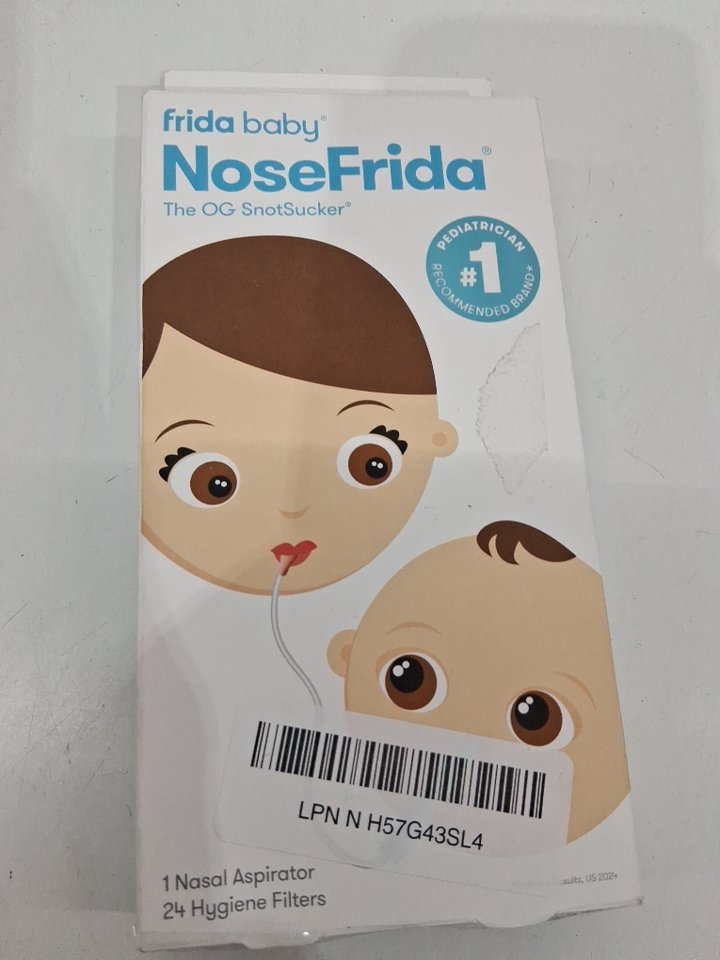 frida baby®
NoseFrida®
The OG SnotSucker®
PEDIATRICIAN
#1
RECOMMENDED BRAND*
LPN N H57G43SL4
1 Nasal Aspirator
24 Hygiene Filters
US 2024